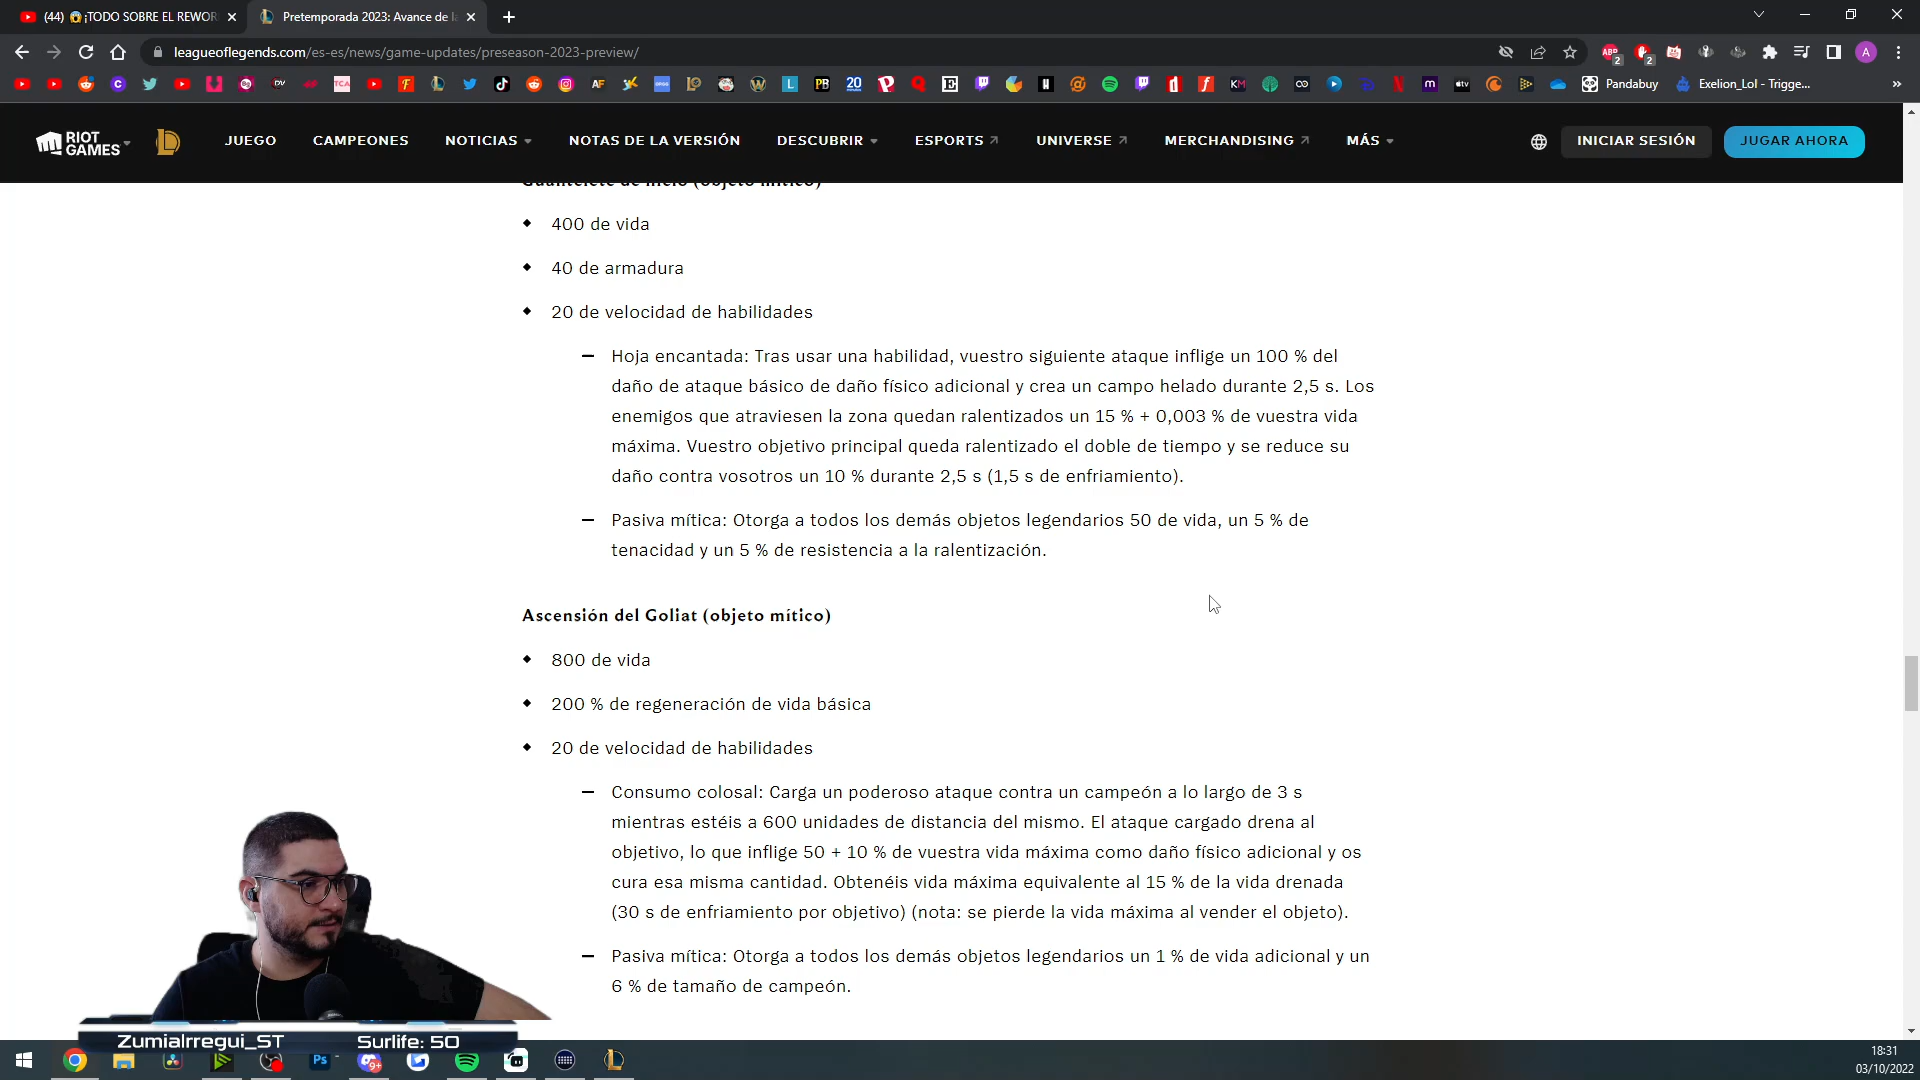 (44) 😱¡TODO SOBRE EL REWOR
Pretemporada 2023: Avance de la
leagueoflegends.com/es-es/news/game-updates/preseason-2023-preview/
Pandabuy
Exelion_Lol - Trigge...
RIOT GAMES
JUEGO
CAMPEONES
NOTICIAS
NOTAS DE LA VERSIÓN
DESCUBRIR
ESPORTS
UNIVERSE
MERCHANDISING
MÁS
INICIAR SESIÓN
JUGAR AHORA
Guantelete de hielo (objeto mítico)
400 de vida
40 de armadura
20 de velocidad de habilidades
Hoja encantada: Tras usar una habilidad, vuestro siguiente ataque inflige un 100 % del
daño de ataque básico de daño físico adicional y crea un campo helado durante 2,5 s. Los
enemigos que atraviesen la zona quedan ralentizados un 15 % + 0,003 % de vuestra vida
máxima. Vuestro objetivo principal queda ralentizado el doble de tiempo y se reduce su
daño contra vosotros un 10 % durante 2,5 s (1,5 s de enfriamiento).
Pasiva mítica: Otorga a todos los demás objetos legendarios 50 de vida, un 5 % de
tenacidad y un 5 % de resistencia a la ralentización.
Ascensión del Goliat (objeto mítico)
800 de vida
200 % de regeneración de vida básica
20 de velocidad de habilidades
Consumo colosal: Carga un poderoso ataque contra un campeón a lo largo de 3 s
mientras estéis a 600 unidades de distancia del mismo. El ataque cargado drena al
objetivo, lo que inflige 50 + 10 % de vuestra vida máxima como daño físico adicional y os
cura esa misma cantidad. Obtenéis vida máxima equivalente al 15 % de la vida drenada
(30 s de enfriamiento por objetivo) (nota: se pierde la vida máxima al vender el objeto).
Pasiva mítica: Otorga a todos los demás objetos legendarios un 1 % de vida adicional y un
6 % de tamaño de campeón.
ZumiaIrregui_ST
Surlife: 50
18:31
03/10/2022